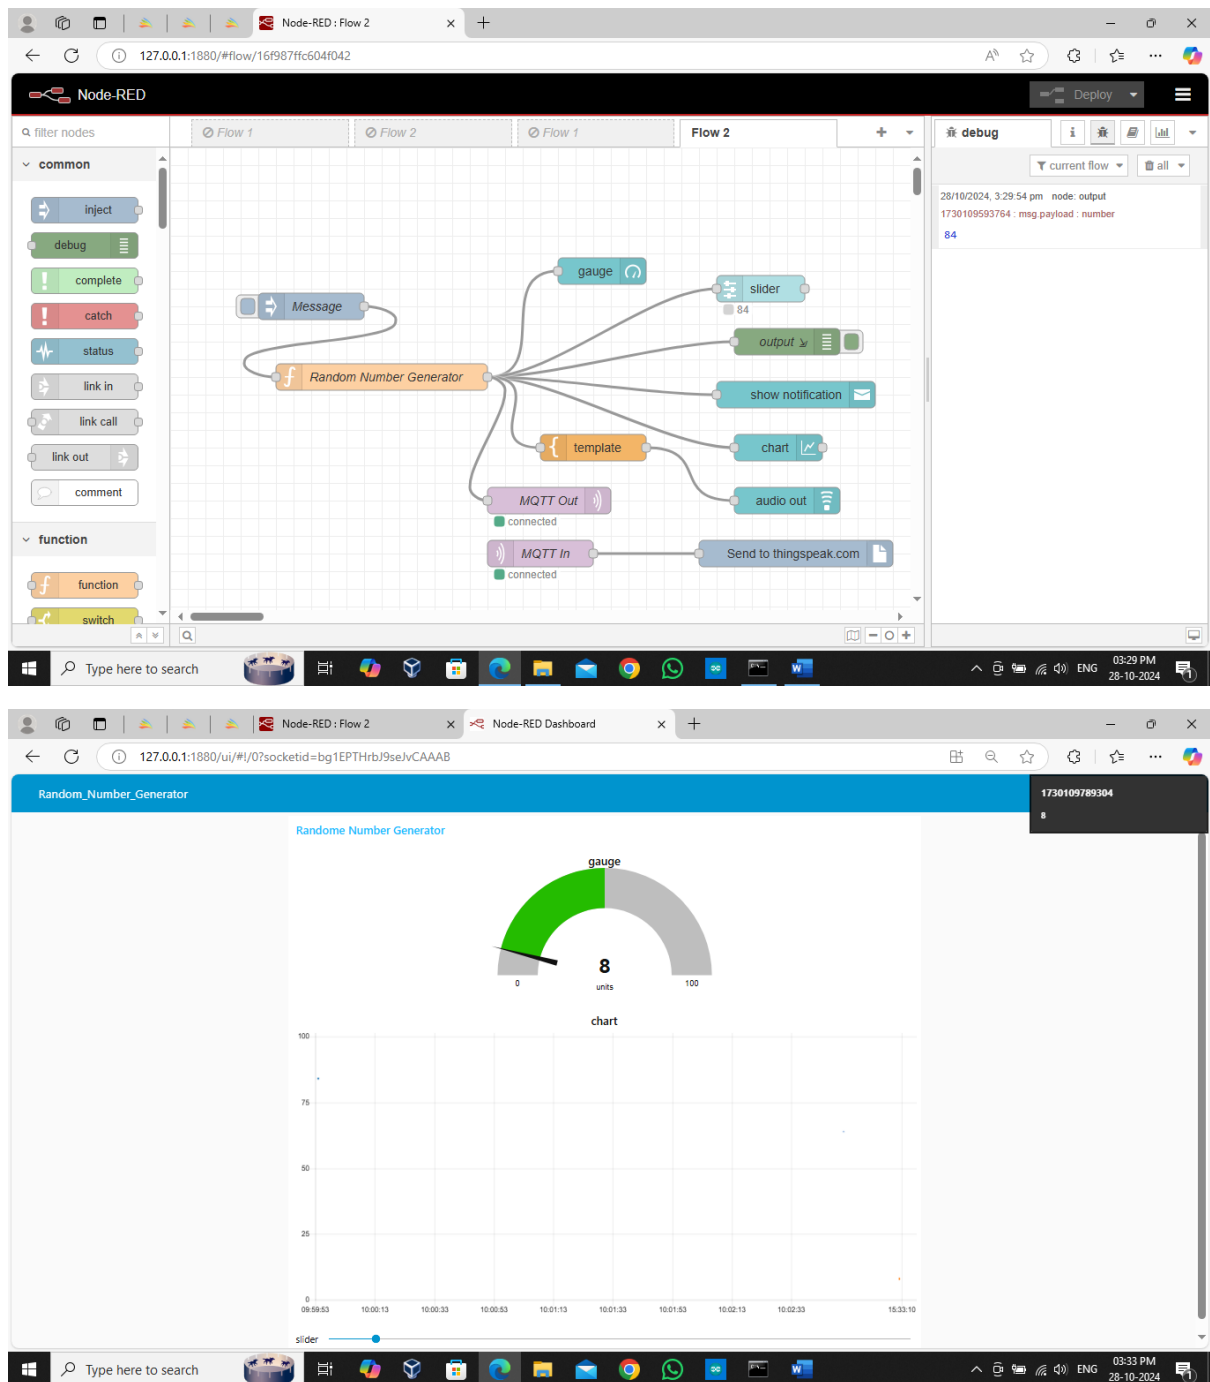 Node-RED : Flow 2
127.0.0.1:1880/#flow/16f987ffc604f042
Node-RED
Deploy
filter nodes
Flow 1
Flow 2
Flow 1
Flow 2
debug
i
common
current flow
all
inject
28/10/2024, 3:29:54 pm node: output
1730109593764 : msg.payload : number
84
debug
gauge
complete
slider
84
Message
catch
output
status
Random Number Generator
link in
show notification
link call
template
chart
link out
comment
MQTT Out
connected
audio out
function
MQTT In
connected
Send to thingspeak.com
function
switch
Type here to search
ENG
03:29 PM
28-10-2024
Node-RED : Flow 2
Node-RED Dashboard
127.0.0.1:1880/ui/#!/0?socketid=bg1EPTHrbJ9seJvCAAAB
Random_Number_Generator
1730109789304
8
Randome Number Generator
gauge
8
units
0
100
chart
100
75
50
25
0
09:59:53 10:00:13 10:00:33 10:00:53 10:01:13 10:01:33 10:01:53 10:02:13 10:02:33 15:33:10
slider
Type here to search
ENG
03:33 PM
28-10-2024